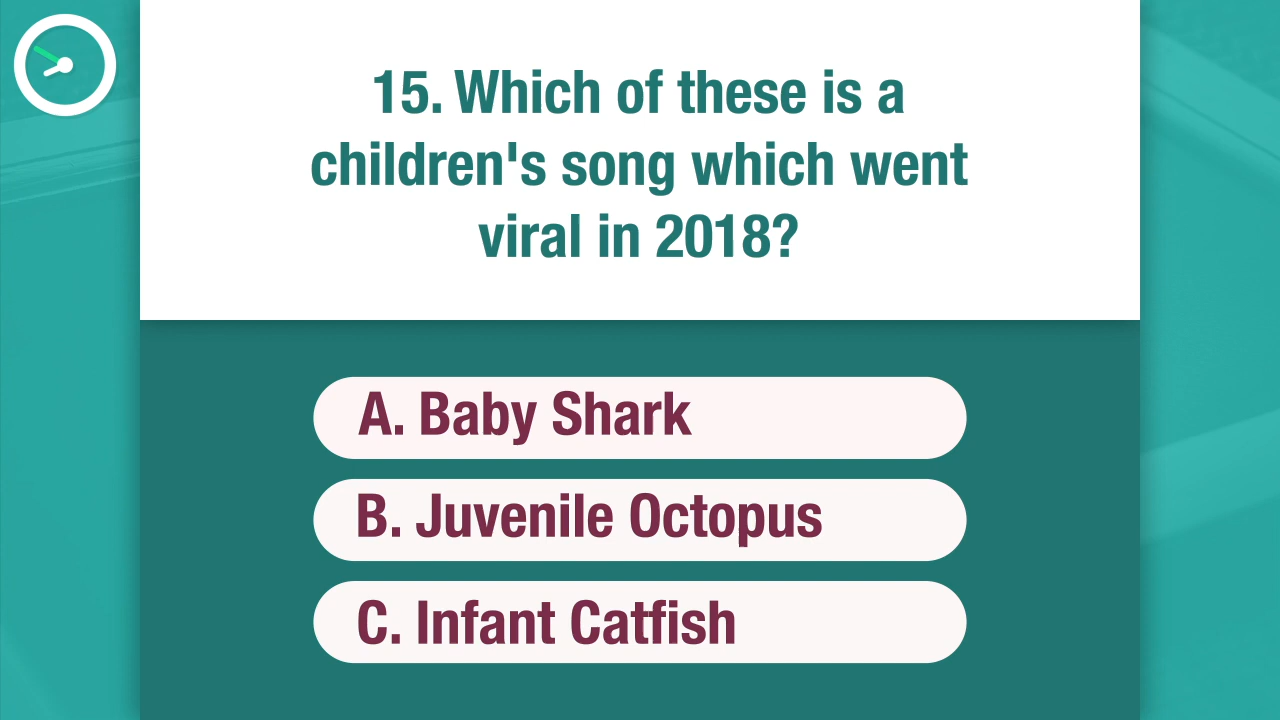 15. Which of these is a
children's song which went
viral in 2018?
A. Baby Shark
B. Juvenile Octopus
C. Infant Catfish